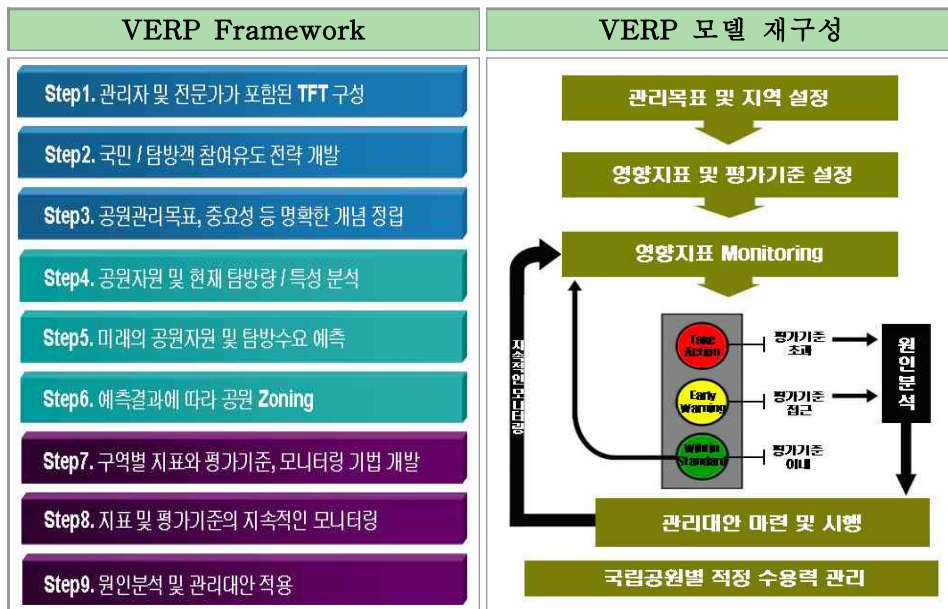 VERP Framework
Step1. 관리자 및 전문가가 포함된 TFT 구성
Step2. 국민 / 탐방객 참여유도 전략 개발
Step3. 공원관리목표, 중요성 등 명확한 개념 정립
Step4. 공원자원 및 현재 탐방량 / 특성 분석
Step5. 미래의 공원자원 및 탐방수요 예측
Step6. 예측결과에 따라 공원 Zoning
Step7. 구역별 지표와 평가기준, 모니터링 기법 개발
Step8. 지표 및 평가기준의 지속적인 모니터링
Step9. 원인분석 및 관리대안 적용
VERP 모델 재구성
관리목표 및 지역 설정
영향지표 및 평가기준 설정
영향지표 Monitoring
지속적인모니터링
Take
Action
평가기준
초과
Early
Warning
평가기준
접근
Within
Standard
평가기준
이내
원인분석
관리대안 마련 및 시행
국립공원별 적정 수용력 관리